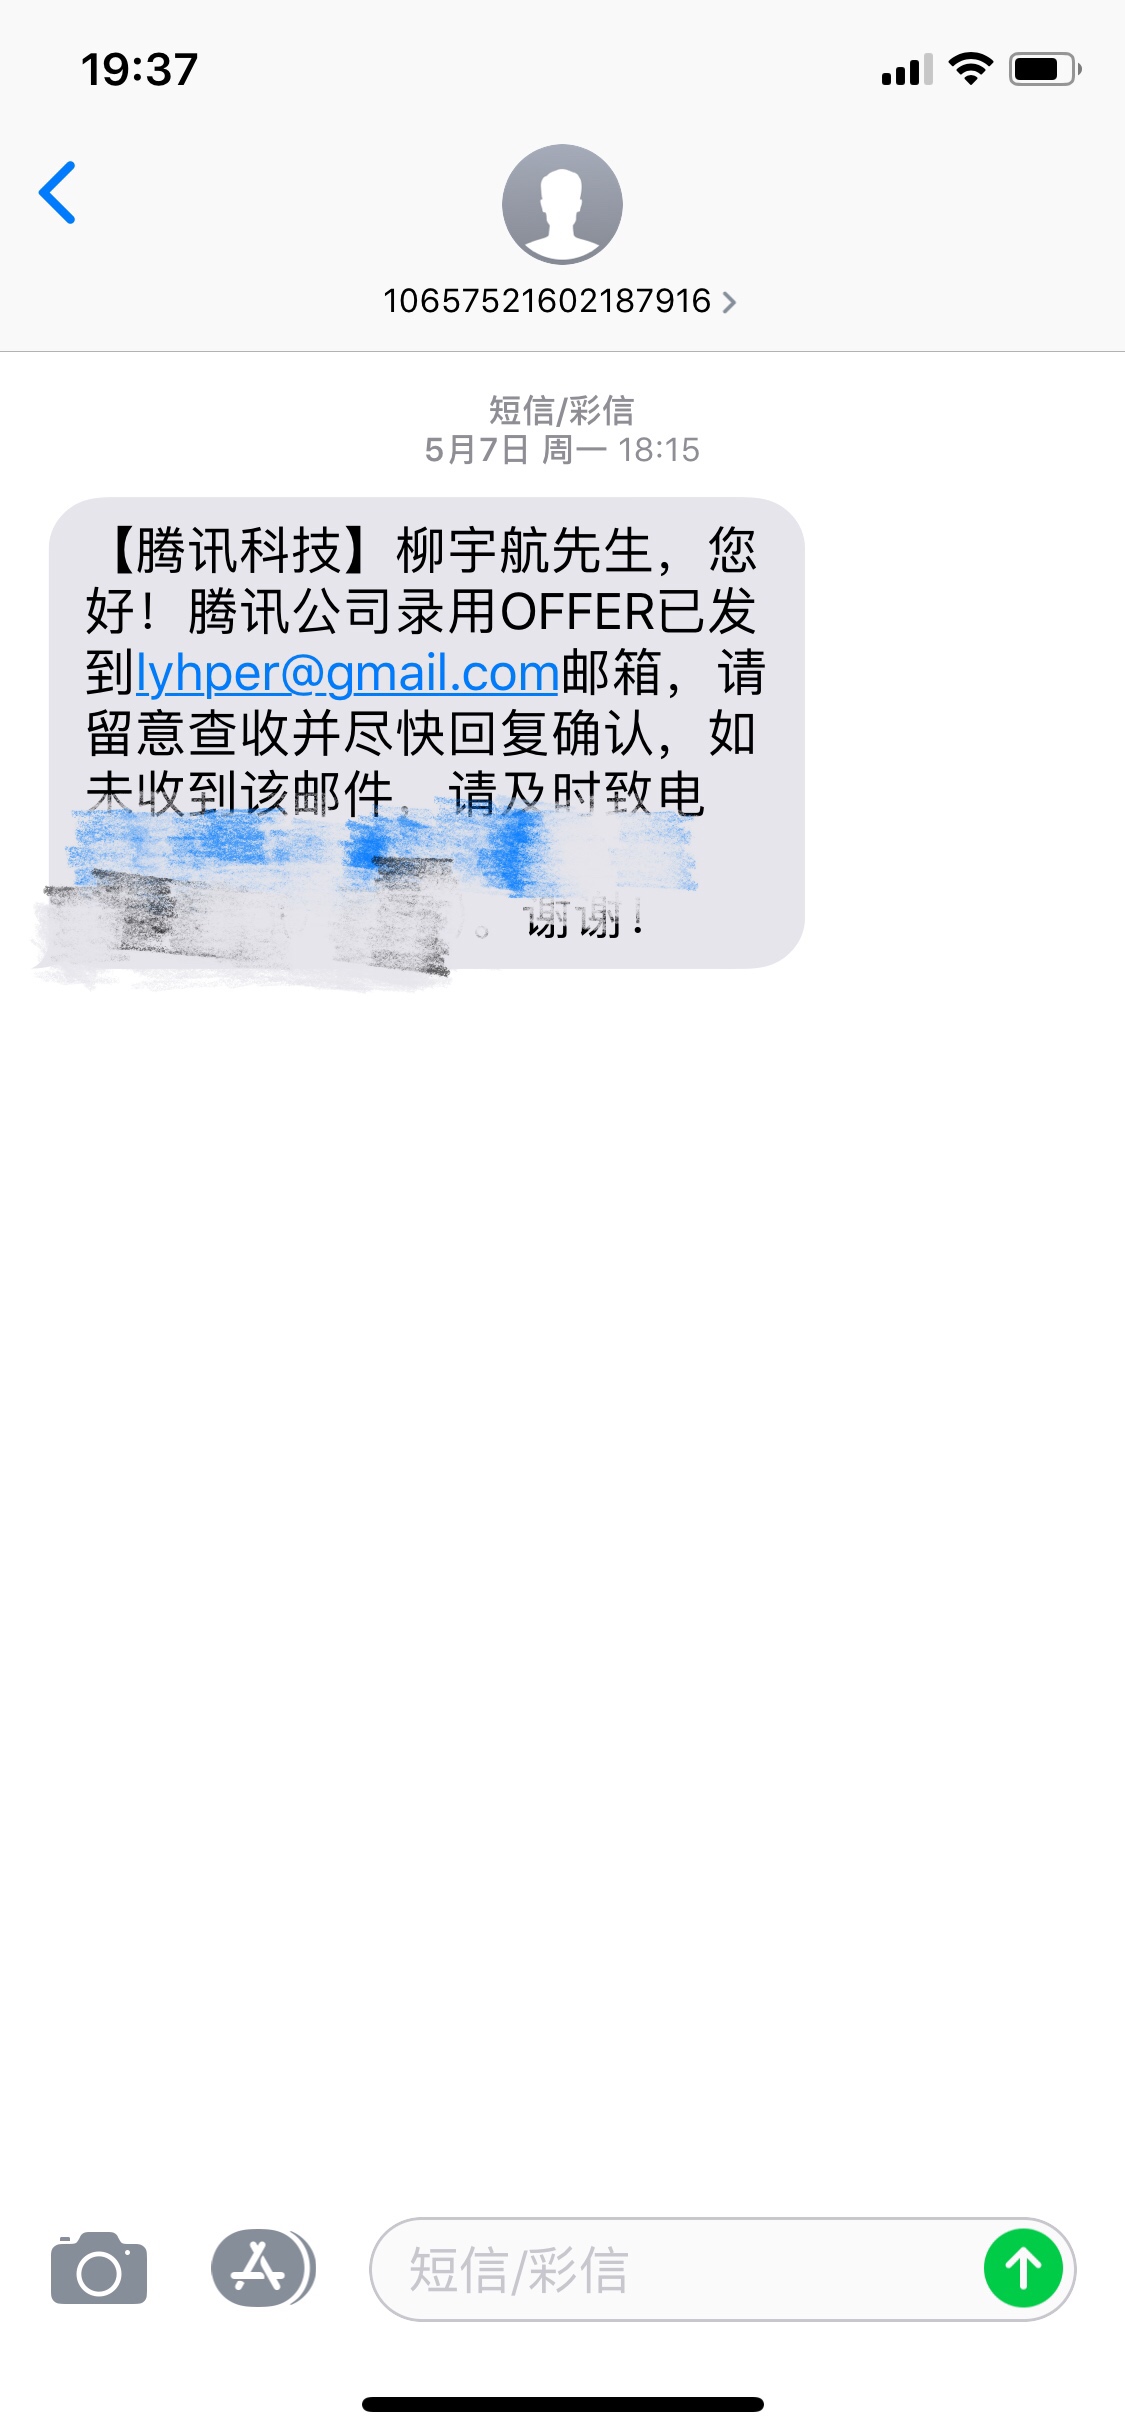 19:37
10657521602187916
短信/彩信
5月7日 周一 18:15
【腾讯科技】柳宇航先生，您
好！腾讯公司录用OFFER已发
到lyhper@gmail.com邮箱，请
留意查收并尽快回复确认，如
未收到该邮件，请及时致电
）。谢谢！
短信/彩信